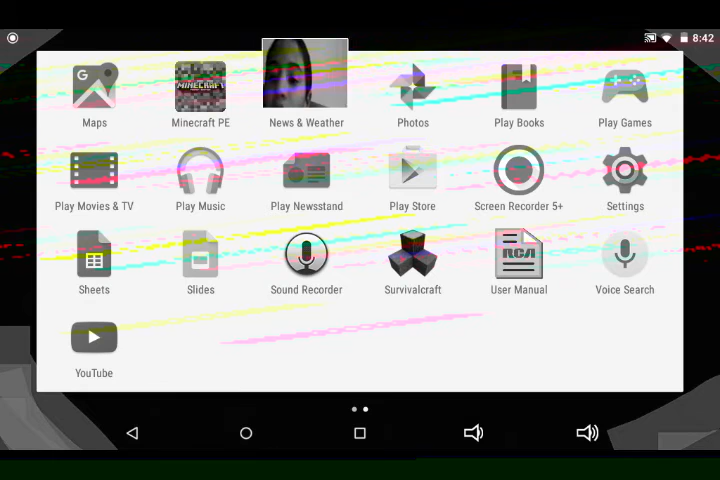 8:42
G
MINECRAFT
Maps
Minecraft PE
News & Weather
Photos
Play Books
Play Games
Play Movies & TV
Play Music
Play Newsstand
Play Store
Screen Recorder 5+
Settings
RCA
Sheets
Slides
Sound Recorder
Survivalcraft
User Manual
Voice Search
YouTube